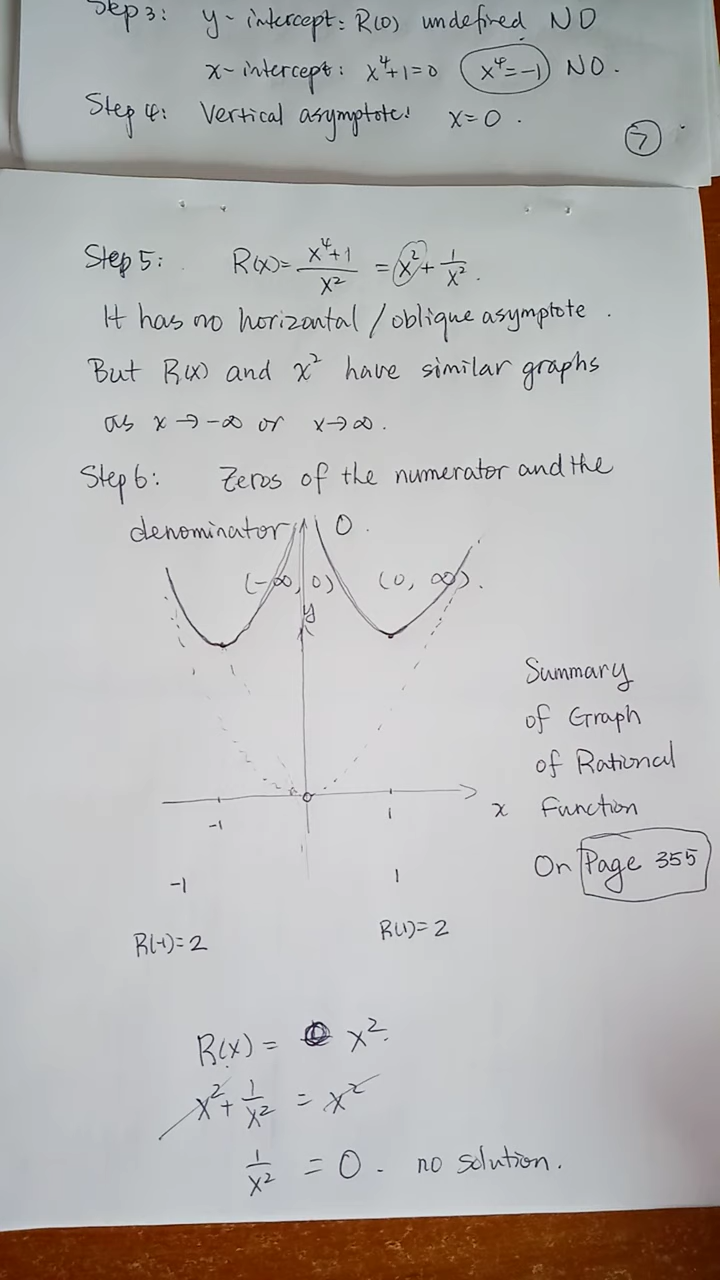 Step 3: y-intercept: R(0) undefined NO
x-intercept: x⁴+1=0 x⁴=-1 NO.
Step 4: Vertical asymptote: x=0.
7
Step 5: R(x)= x⁴+1/x² = x² + 1/x².
It has no horizontal/oblique asymptote.
But R(x) and x² have similar graphs
as x→-∞ or x→∞.
Step 6: Zeros of the numerator and the
denominator 0.
(-∞, 0) (0, ∞).
y
-1 1 x
-1 1
R(-1)=2 R(1)=2
Summary
of Graph
of Rational
Function
On Page 355
R(x) = x².
x² + 1/x² = x²
1/x² = 0. no solution.